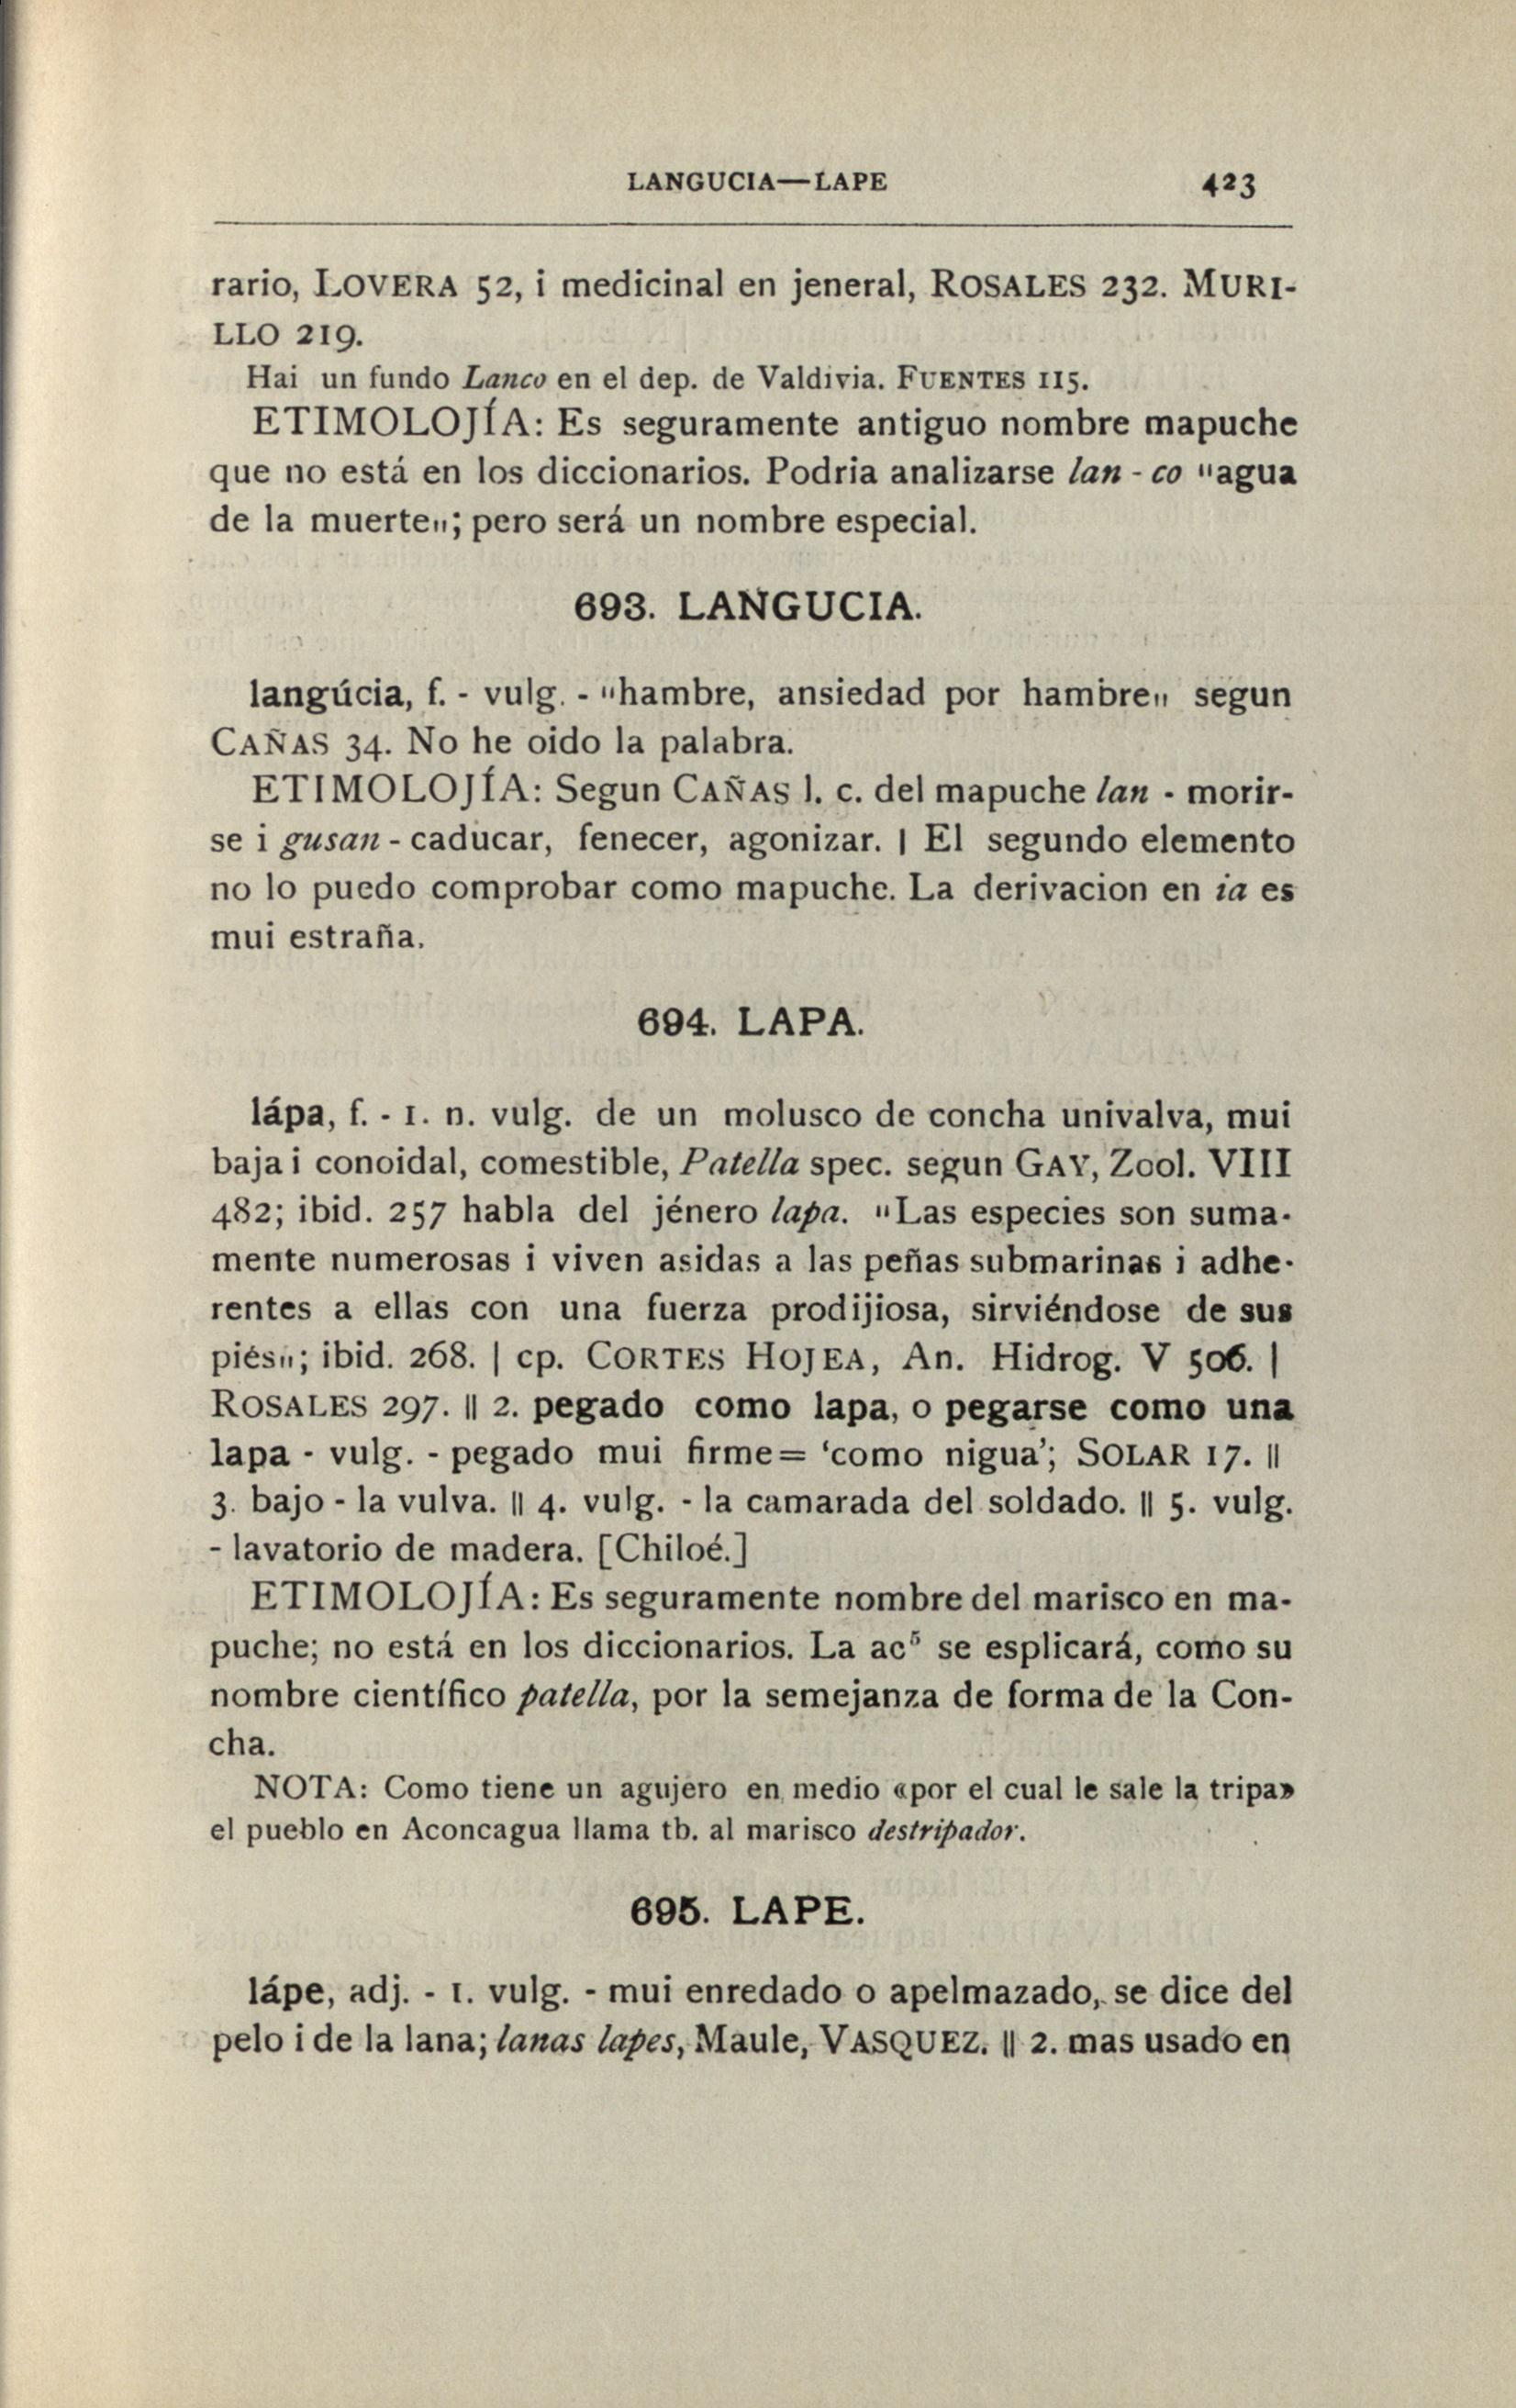 LANGUCIA—LAPE 423
rario, LOVERA 52, i medicinal en jeneral, ROSALES 232. MURI-
LLO 219.
Hai un fundo Lanco en el dep. de Valdivia. FUENTES 115.
ETIMOLOJÍA: Es seguramente antiguo nombre mapuche
que no está en los diccionarios. Podria analizarse lan - co "agua
de la muerte„; pero será un nombre especial.
693. LANGUCIA.
langúcia, f. - vulg. - "hambre, ansiedad por hambre„ segun
CAÑAS 34. No he oido la palabra.
ETIMOLOJÍA: Segun CAÑAS l. c. del mapuche lan - morir-
se i gusan - caducar, fenecer, agonizar. | El segundo elemento
no lo puedo comprobar como mapuche. La derivacion en ia es
mui estraña.
694. LAPA.
lápa, f. - 1. n. vulg. de un molusco de concha univalva, mui
baja i conoidal, comestible, Patella spec. segun GAY, Zool. VIII
482; ibid. 257 habla del jénero lapa. "Las especies son suma-
mente numerosas i viven asidas a las peñas submarinas i adhe-
rentes a ellas con una fuerza prodijiosa, sirviéndose de sus
piés„; ibid. 268. | cp. CORTES HOJEA, An. Hidrog. V 506. |
ROSALES 297. || 2. pegado como lapa, o pegarse como una
lapa - vulg. - pegado mui firme= ‘como nigua’; SOLAR 17. ||
3. bajo - la vulva. || 4. vulg. - la camarada del soldado. || 5. vulg.
- lavatorio de madera. [Chiloé.]
ETIMOLOJÍA: Es seguramente nombre del marisco en ma-
puche; no está en los diccionarios. La ac⁵ se esplicará, como su
nombre científico patella, por la semejanza de forma de la Con-
cha.
NOTA: Como tiene un agujero en medio «por el cual le sale la tripa»
el pueblo en Aconcagua llama tb. al marisco destripador.
695. LAPE.
lápe, adj. - 1. vulg. - mui enredado o apelmazado, se dice del
pelo i de la lana; lanas lapes, Maule, VASQUEZ. || 2. mas usado en